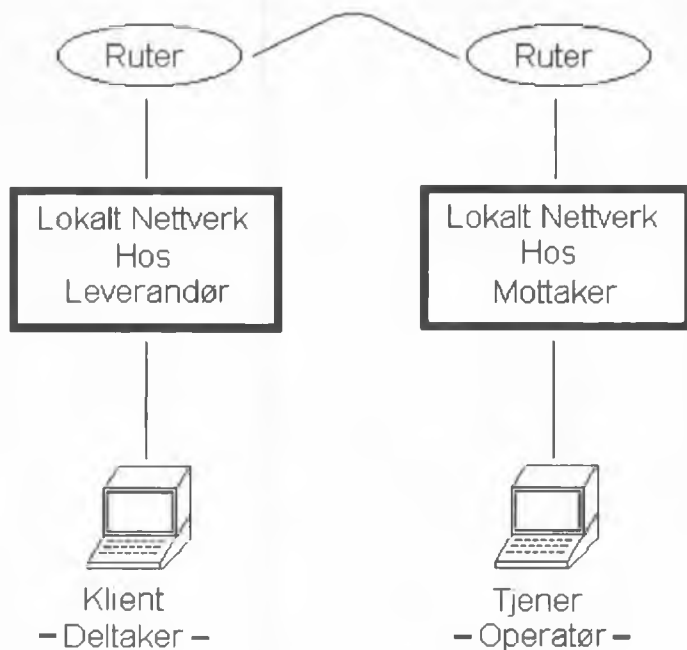 Ruter
Ruter
Lokalt Nettverk
Hos
Leverandør
Lokalt Nettverk
Hos
Mottaker
Klient
– Deltaker –
Tjener
– Operatør –